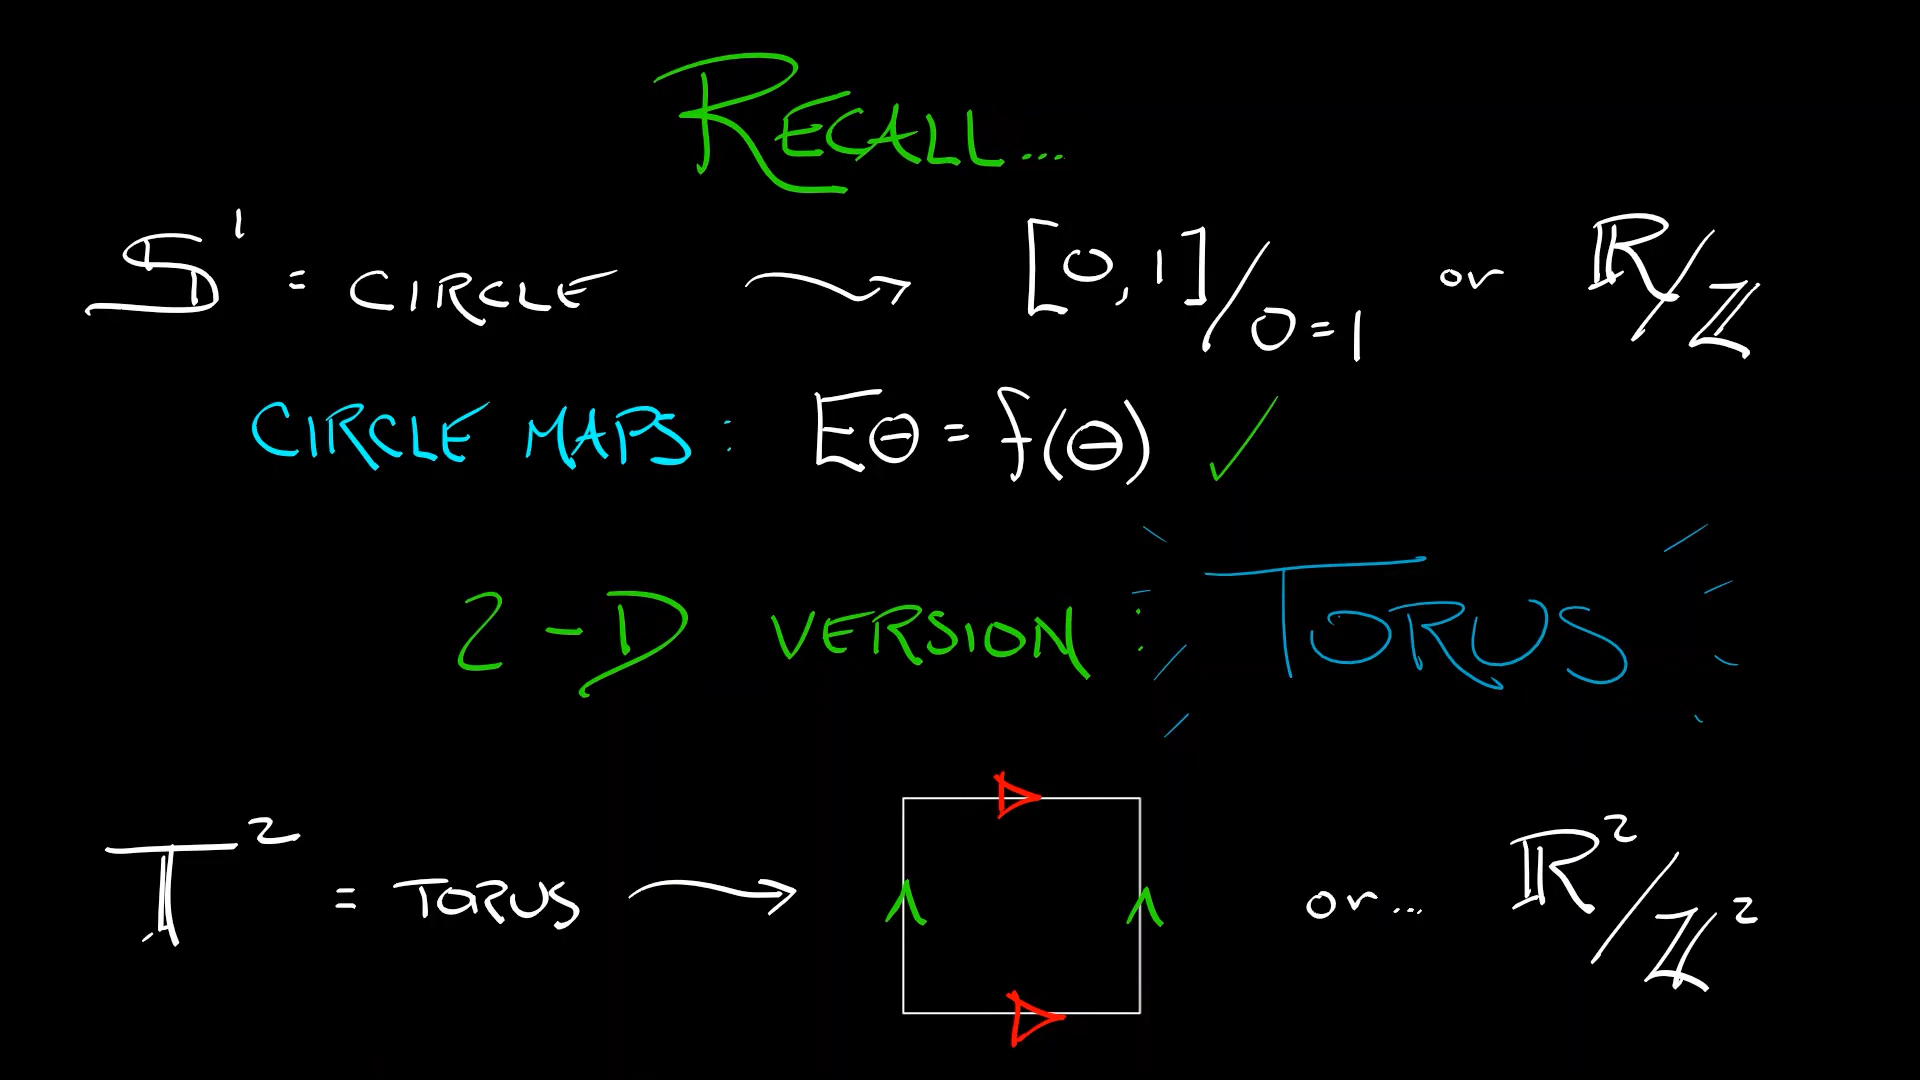 RECALL...
𝕊¹ = CIRCLE ⟿ [0,1]/0=1 or ℝ/ℤ
CIRCLE MAPS: Eθ = f(θ) ✓
2-D VERSION: TORUS
𝕋² = TORUS ⟶ or... ℝ²/ℤ²